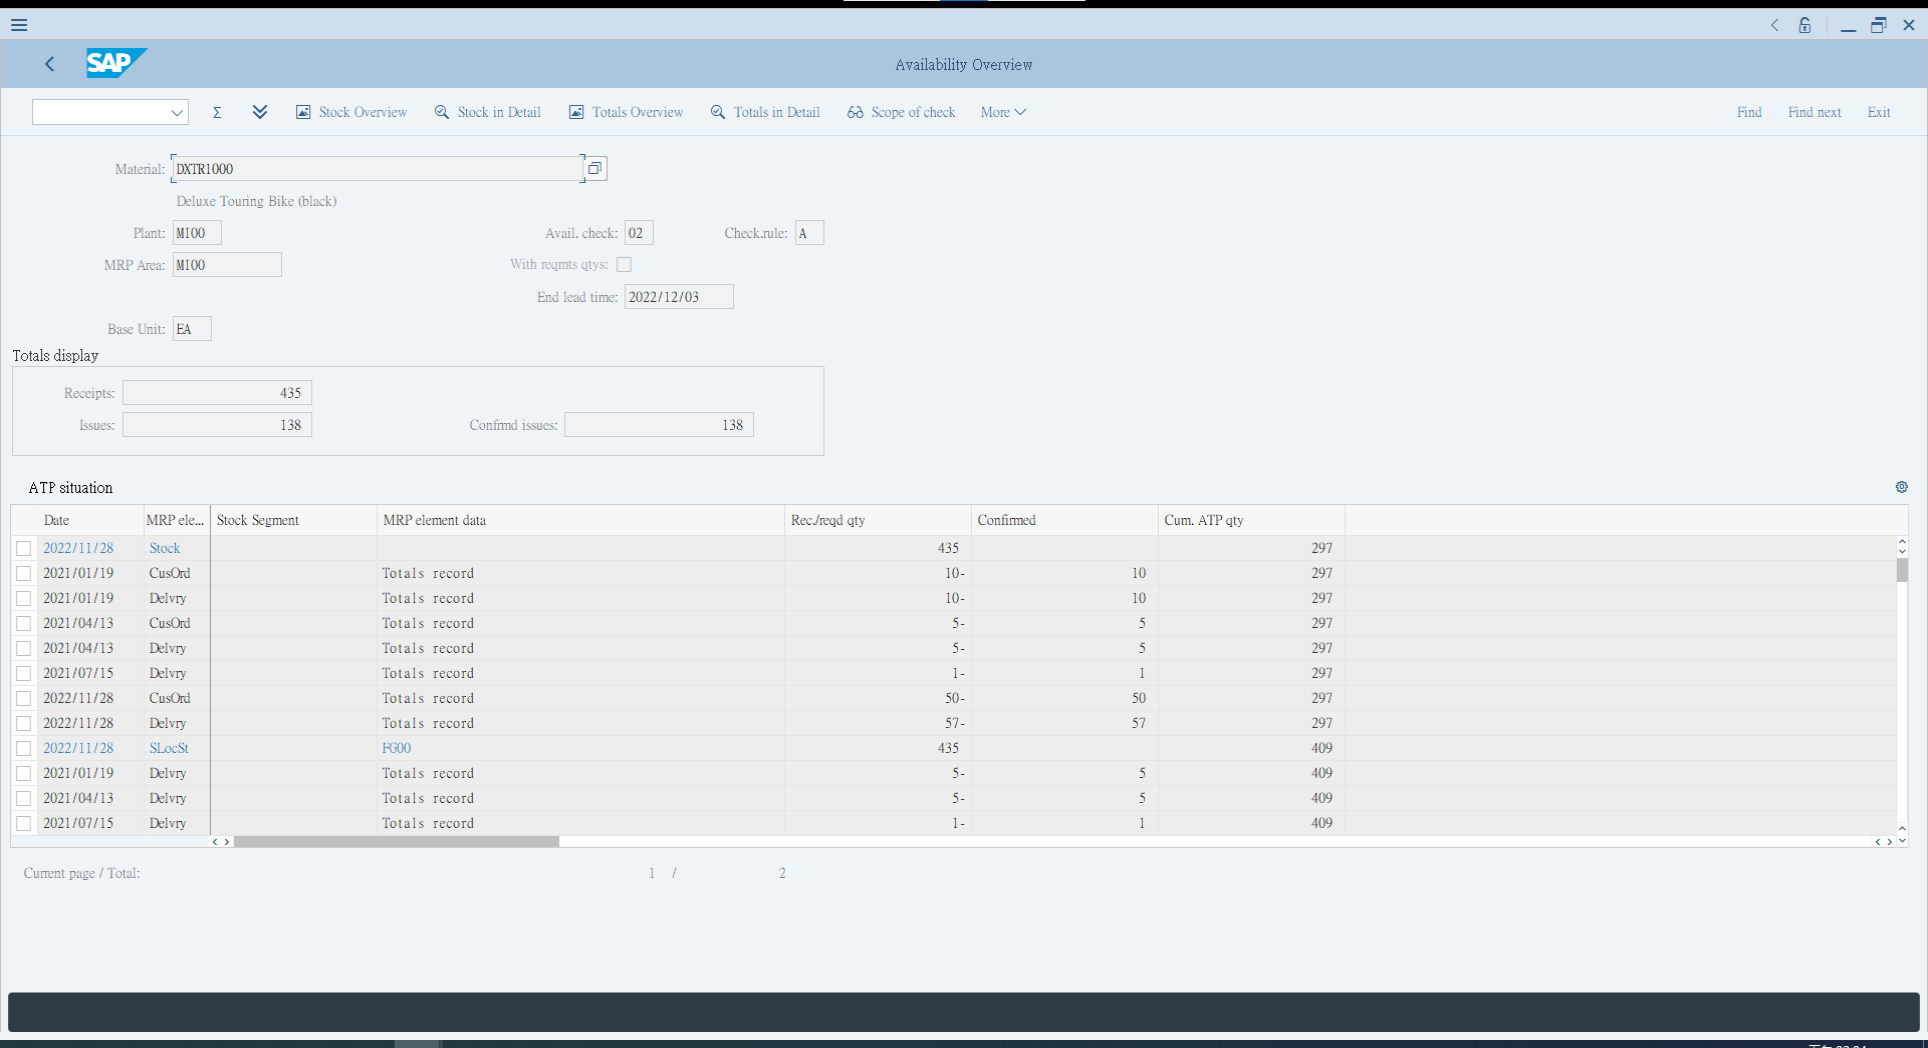 SAP
Availability Overview
Σ Stock Overview Stock in Detail Totals Overview Totals in Detail Scope of check More Find Find next Exit
Material: DXTR1000
Deluxe Touring Bike (black)
Plant: MI00 Avail. check: 02 Check.rule: A
MRP Area: MI00 With reqmts qtys:
End lead time: 2022/12/03
Base Unit: EA
Totals display
Receipts: 435
Issues: 138 Confrmd issues: 138
ATP situation
Date MRP ele... Stock Segment MRP element data Rec./reqd qty Confirmed Cum. ATP qty
2022/11/28 Stock 435 297
2021/01/19 CusOrd Totals record 10- 10 297
2021/01/19 Delvry Totals record 10- 10 297
2021/04/13 CusOrd Totals record 5- 5 297
2021/04/13 Delvry Totals record 5- 5 297
2021/07/15 Delvry Totals record 1- 1 297
2022/11/28 CusOrd Totals record 50- 50 297
2022/11/28 Delvry Totals record 57- 57 297
2022/11/28 SLocSt FG00 435 409
2021/01/19 Delvry Totals record 5- 5 409
2021/04/13 Delvry Totals record 5- 5 409
2021/07/15 Delvry Totals record 1- 1 409
Current page / Total: 1 / 2